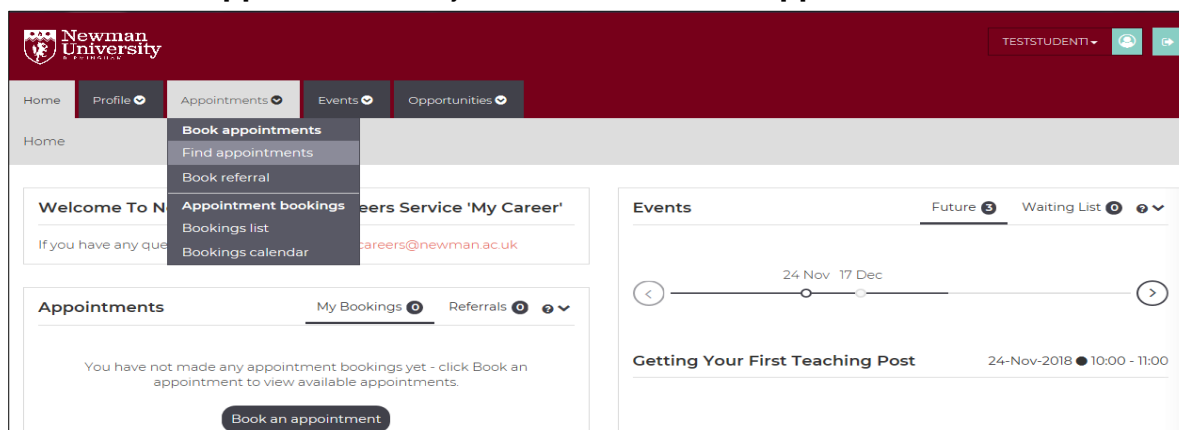 Newman
University
TESTSTUDENT1
Home Profile Appointments Events Opportunities
Home
Book appointments
Find appointments
Book referral
Appointment bookings
Bookings list
Bookings calendar
Welcome To N eers Service 'My Career'
If you have any que careers@newman.ac.uk
Appointments My Bookings 0 Referrals 0
You have not made any appointment bookings yet - click Book an
appointment to view available appointments.
Book an appointment
Events Future 3 Waiting List 0
24 Nov 17 Dec
Getting Your First Teaching Post 24-Nov-2018 10:00 - 11:00